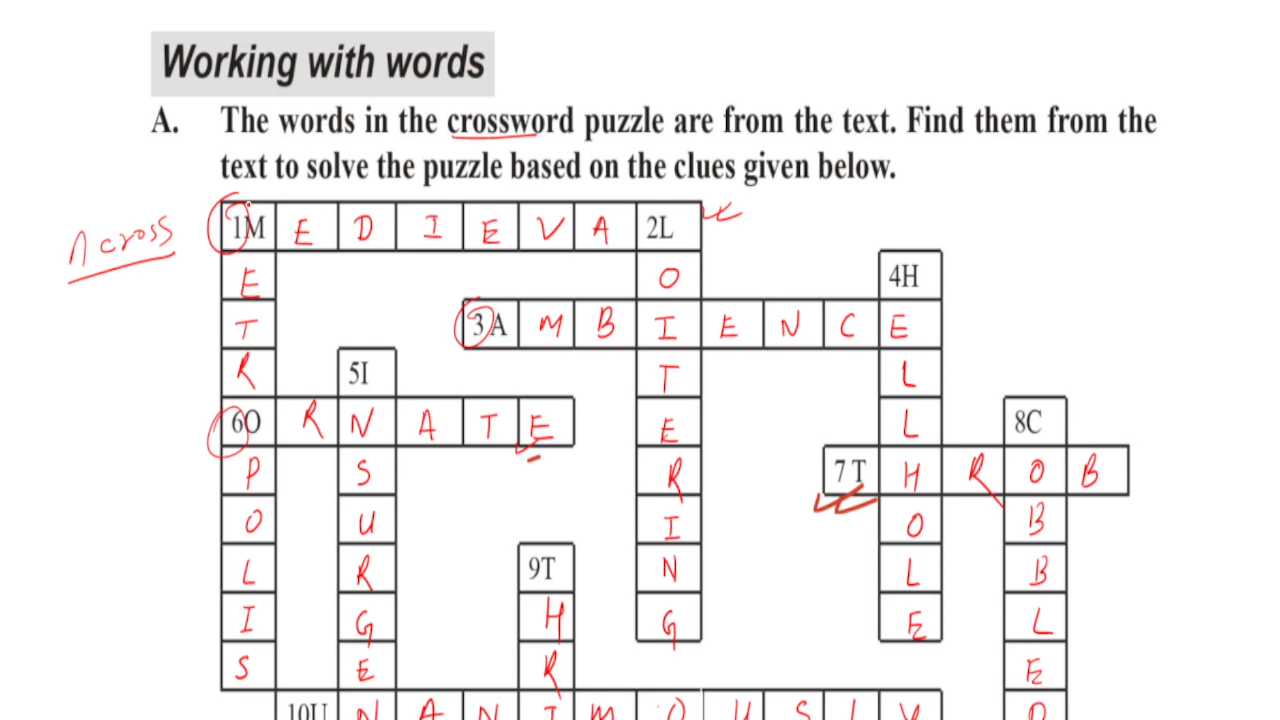 Working with words
A. The words in the crossword puzzle are from the text. Find them from the
text to solve the puzzle based on the clues given below.
Across
1M E D I E V A 2L
E O 4H
T 3A M B I E N C E
R 5I T L
6O R N A T E E L 8C
P S R 7T H R O B
O U I O B
L R 9T N L B
I G H G E L
S E R E
10U N A N I M O U S L Y D